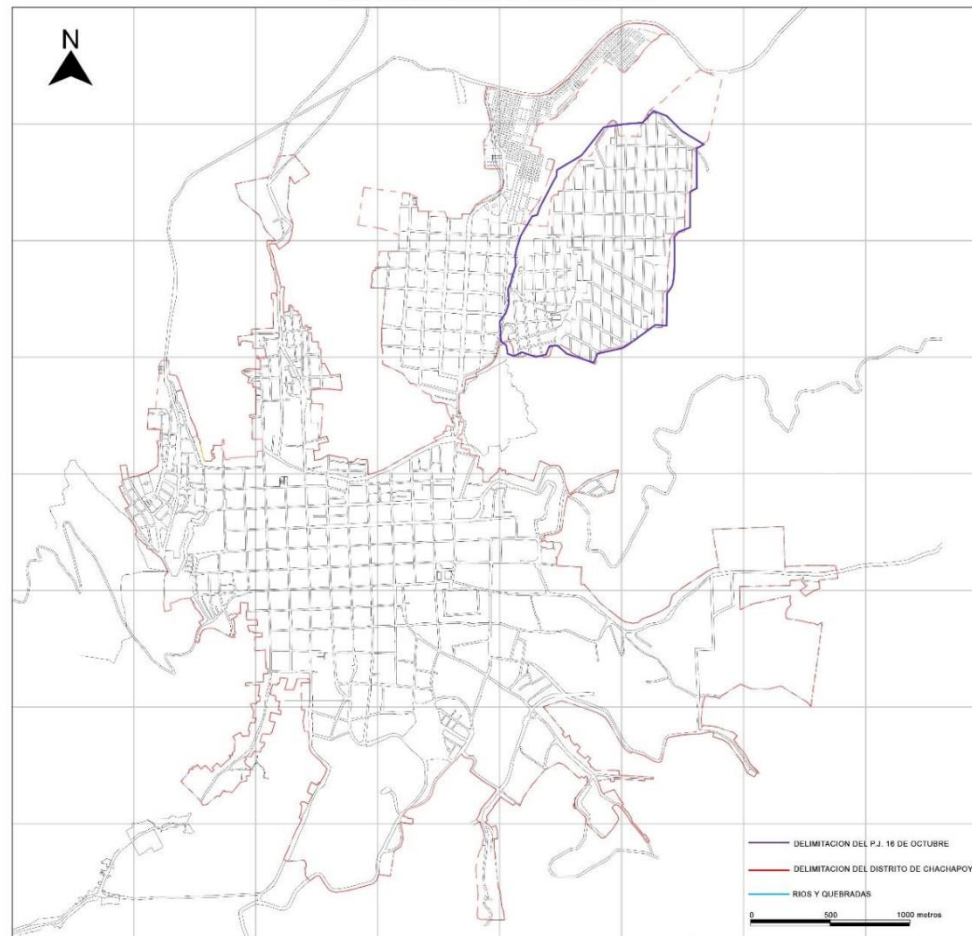 N
DELIMITACION DEL P.J. 16 DE OCTUBRE
DELIMITACION DEL DISTRITO DE CHACHAPOY
RIOS Y QUEBRADAS
0 500 1000 metros